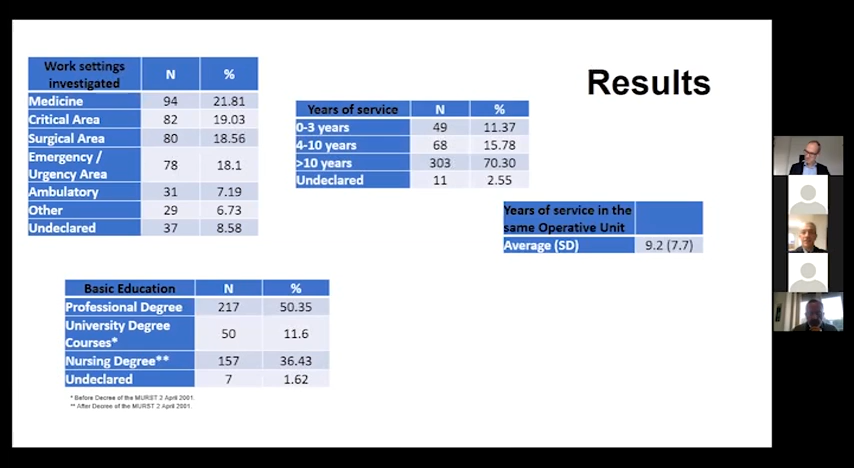 Results
Work settings investigated N %
Medicine 94 21.81
Critical Area 82 19.03
Surgical Area 80 18.56
Emergency / Urgency Area 78 18.1
Ambulatory 31 7.19
Other 29 6.73
Undeclared 37 8.58
Years of service N %
0-3 years 49 11.37
4-10 years 68 15.78
>10 years 303 70.30
Undeclared 11 2.55
Years of service in the
same Operative Unit
Average (SD) 9.2 (7.7)
Basic Education N %
Professional Degree 217 50.35
University Degree Courses* 50 11.6
Nursing Degree** 157 36.43
Undeclared 7 1.62
* Before Decree of the MURST 2 April 2001.
** After Decree of the MURST 2 April 2001.